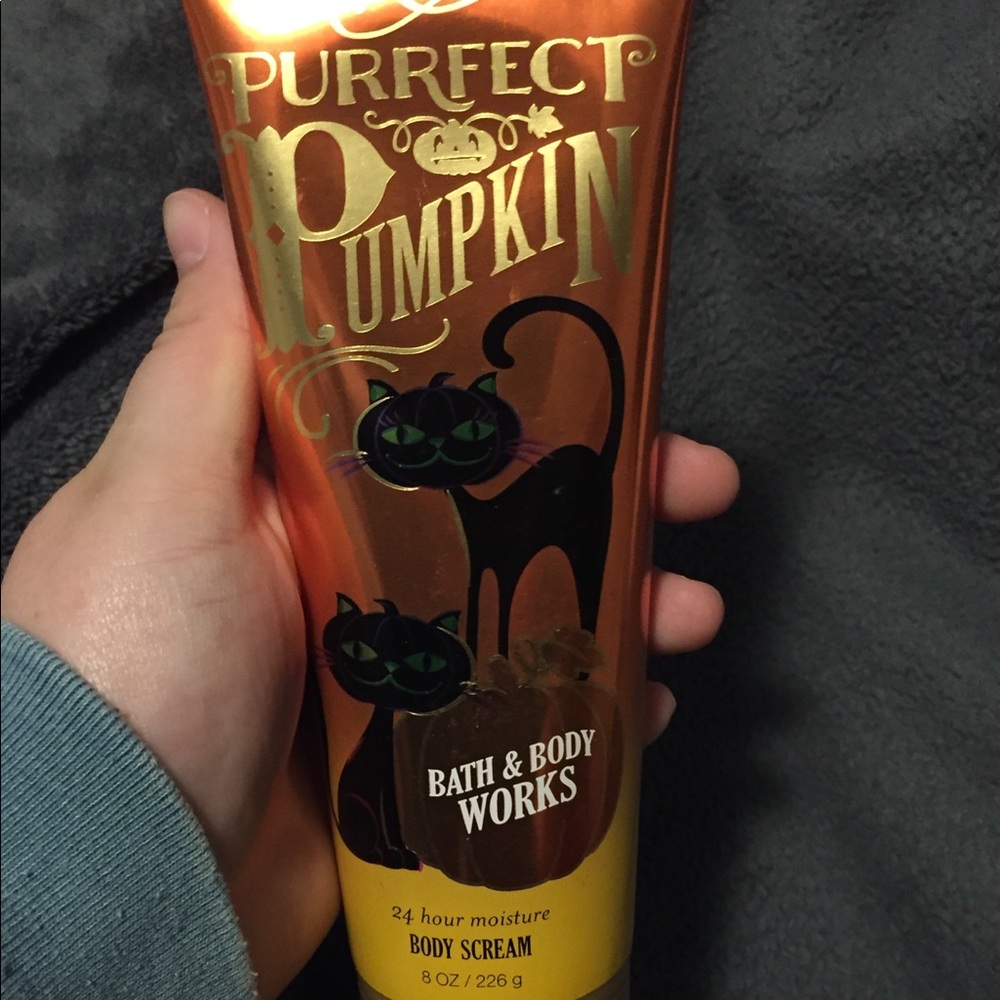 PURRFECT
PUMPKIN
BATH & BODY
WORKS
24 hour moisture
BODY SCREAM
8 OZ / 226 g